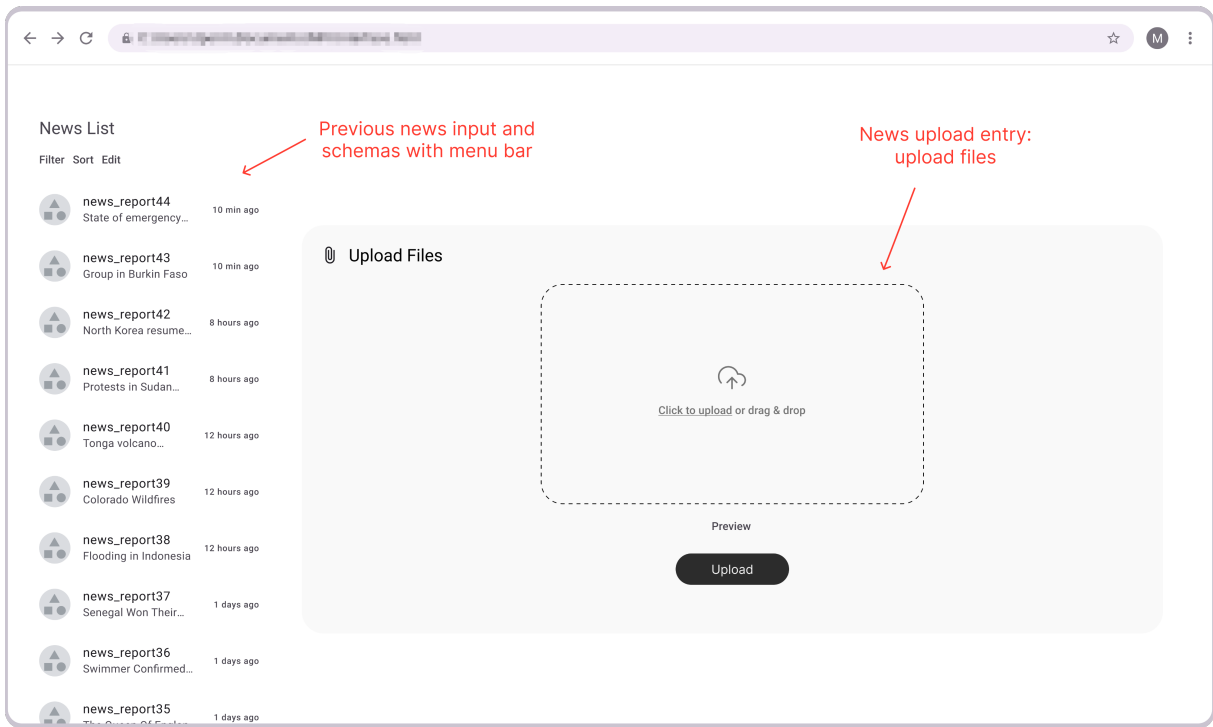 M
News List
Filter Sort Edit
Previous news input and
schemas with menu bar
News upload entry:
upload files
news_report44
State of emergency...
10 min ago
news_report43
Group in Burkin Faso
10 min ago
news_report42
North Korea resume...
8 hours ago
news_report41
Protests in Sudan...
8 hours ago
news_report40
Tonga volcano...
12 hours ago
news_report39
Colorado Wildfires
12 hours ago
news_report38
Flooding in Indonesia
12 hours ago
news_report37
Senegal Won Their...
1 days ago
news_report36
Swimmer Confirmed...
1 days ago
news_report35
The Queen Of Englan
1 days ago
Upload Files
Click to upload or drag & drop
Preview
Upload